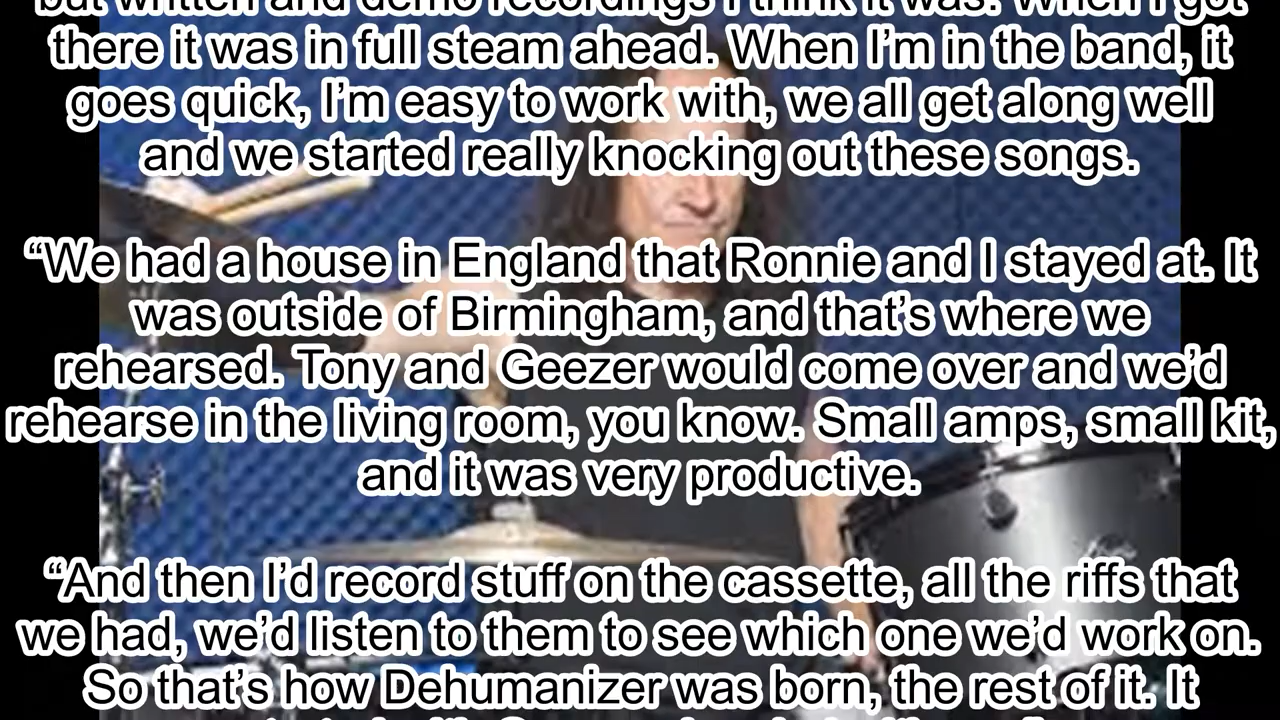 but written and demo recordings I think it was. When I got
there it was in full steam ahead. When I’m in the band, it
goes quick, I’m easy to work with, we all get along well
and we started really knocking out these songs.
“We had a house in England that Ronnie and I stayed at. It
was outside of Birmingham, and that’s where we
rehearsed. Tony and Geezer would come over and we’d
rehearse in the living room, you know. Small amps, small kit,
and it was very productive.
“And then I’d record stuff on the cassette, all the riffs that
we had, we’d listen to them to see which one we’d work on.
So that’s how Dehumanizer was born, the rest of it. It